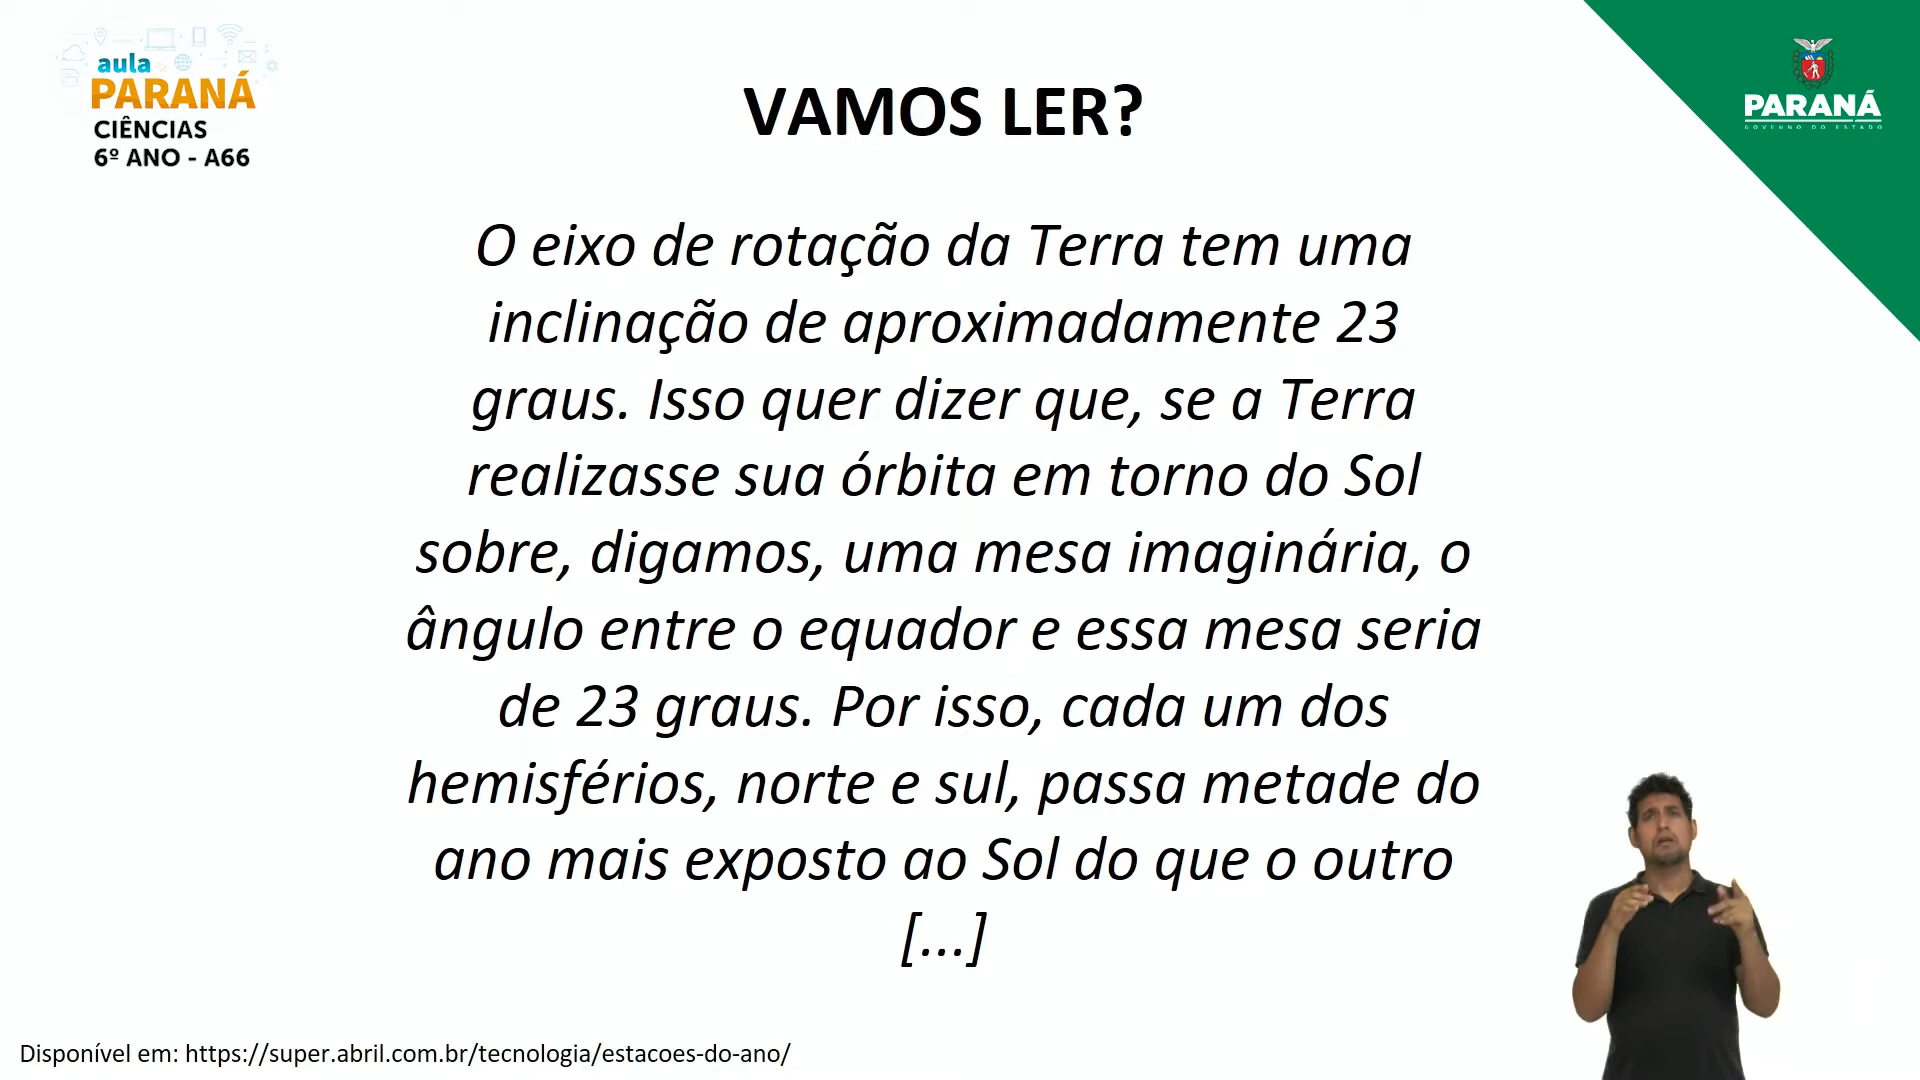 aula
PARANÁ
CIÊNCIAS
6º ANO - A66
PARANÁ
GOVERNO DO ESTADO
VAMOS LER?
O eixo de rotação da Terra tem uma
inclinação de aproximadamente 23
graus. Isso quer dizer que, se a Terra
realizasse sua órbita em torno do Sol
sobre, digamos, uma mesa imaginária, o
ângulo entre o equador e essa mesa seria
de 23 graus. Por isso, cada um dos
hemisférios, norte e sul, passa metade do
ano mais exposto ao Sol do que o outro
[...]
Disponível em: https://super.abril.com.br/tecnologia/estacoes-do-ano/